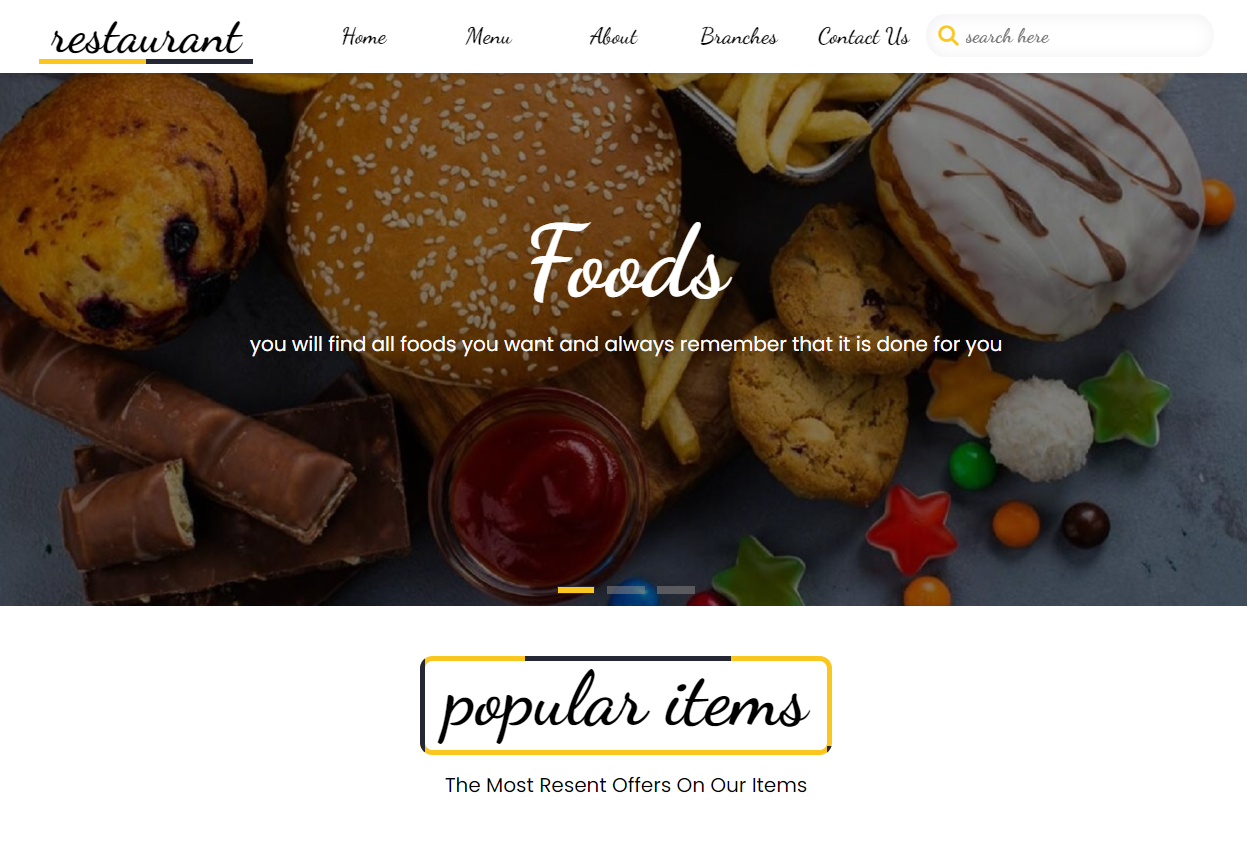 restaurant
Home Menu About Branches Contact Us search here
Foods
you will find all foods you want and always remember that it is done for you
popular items
The Most Resent Offers On Our Items